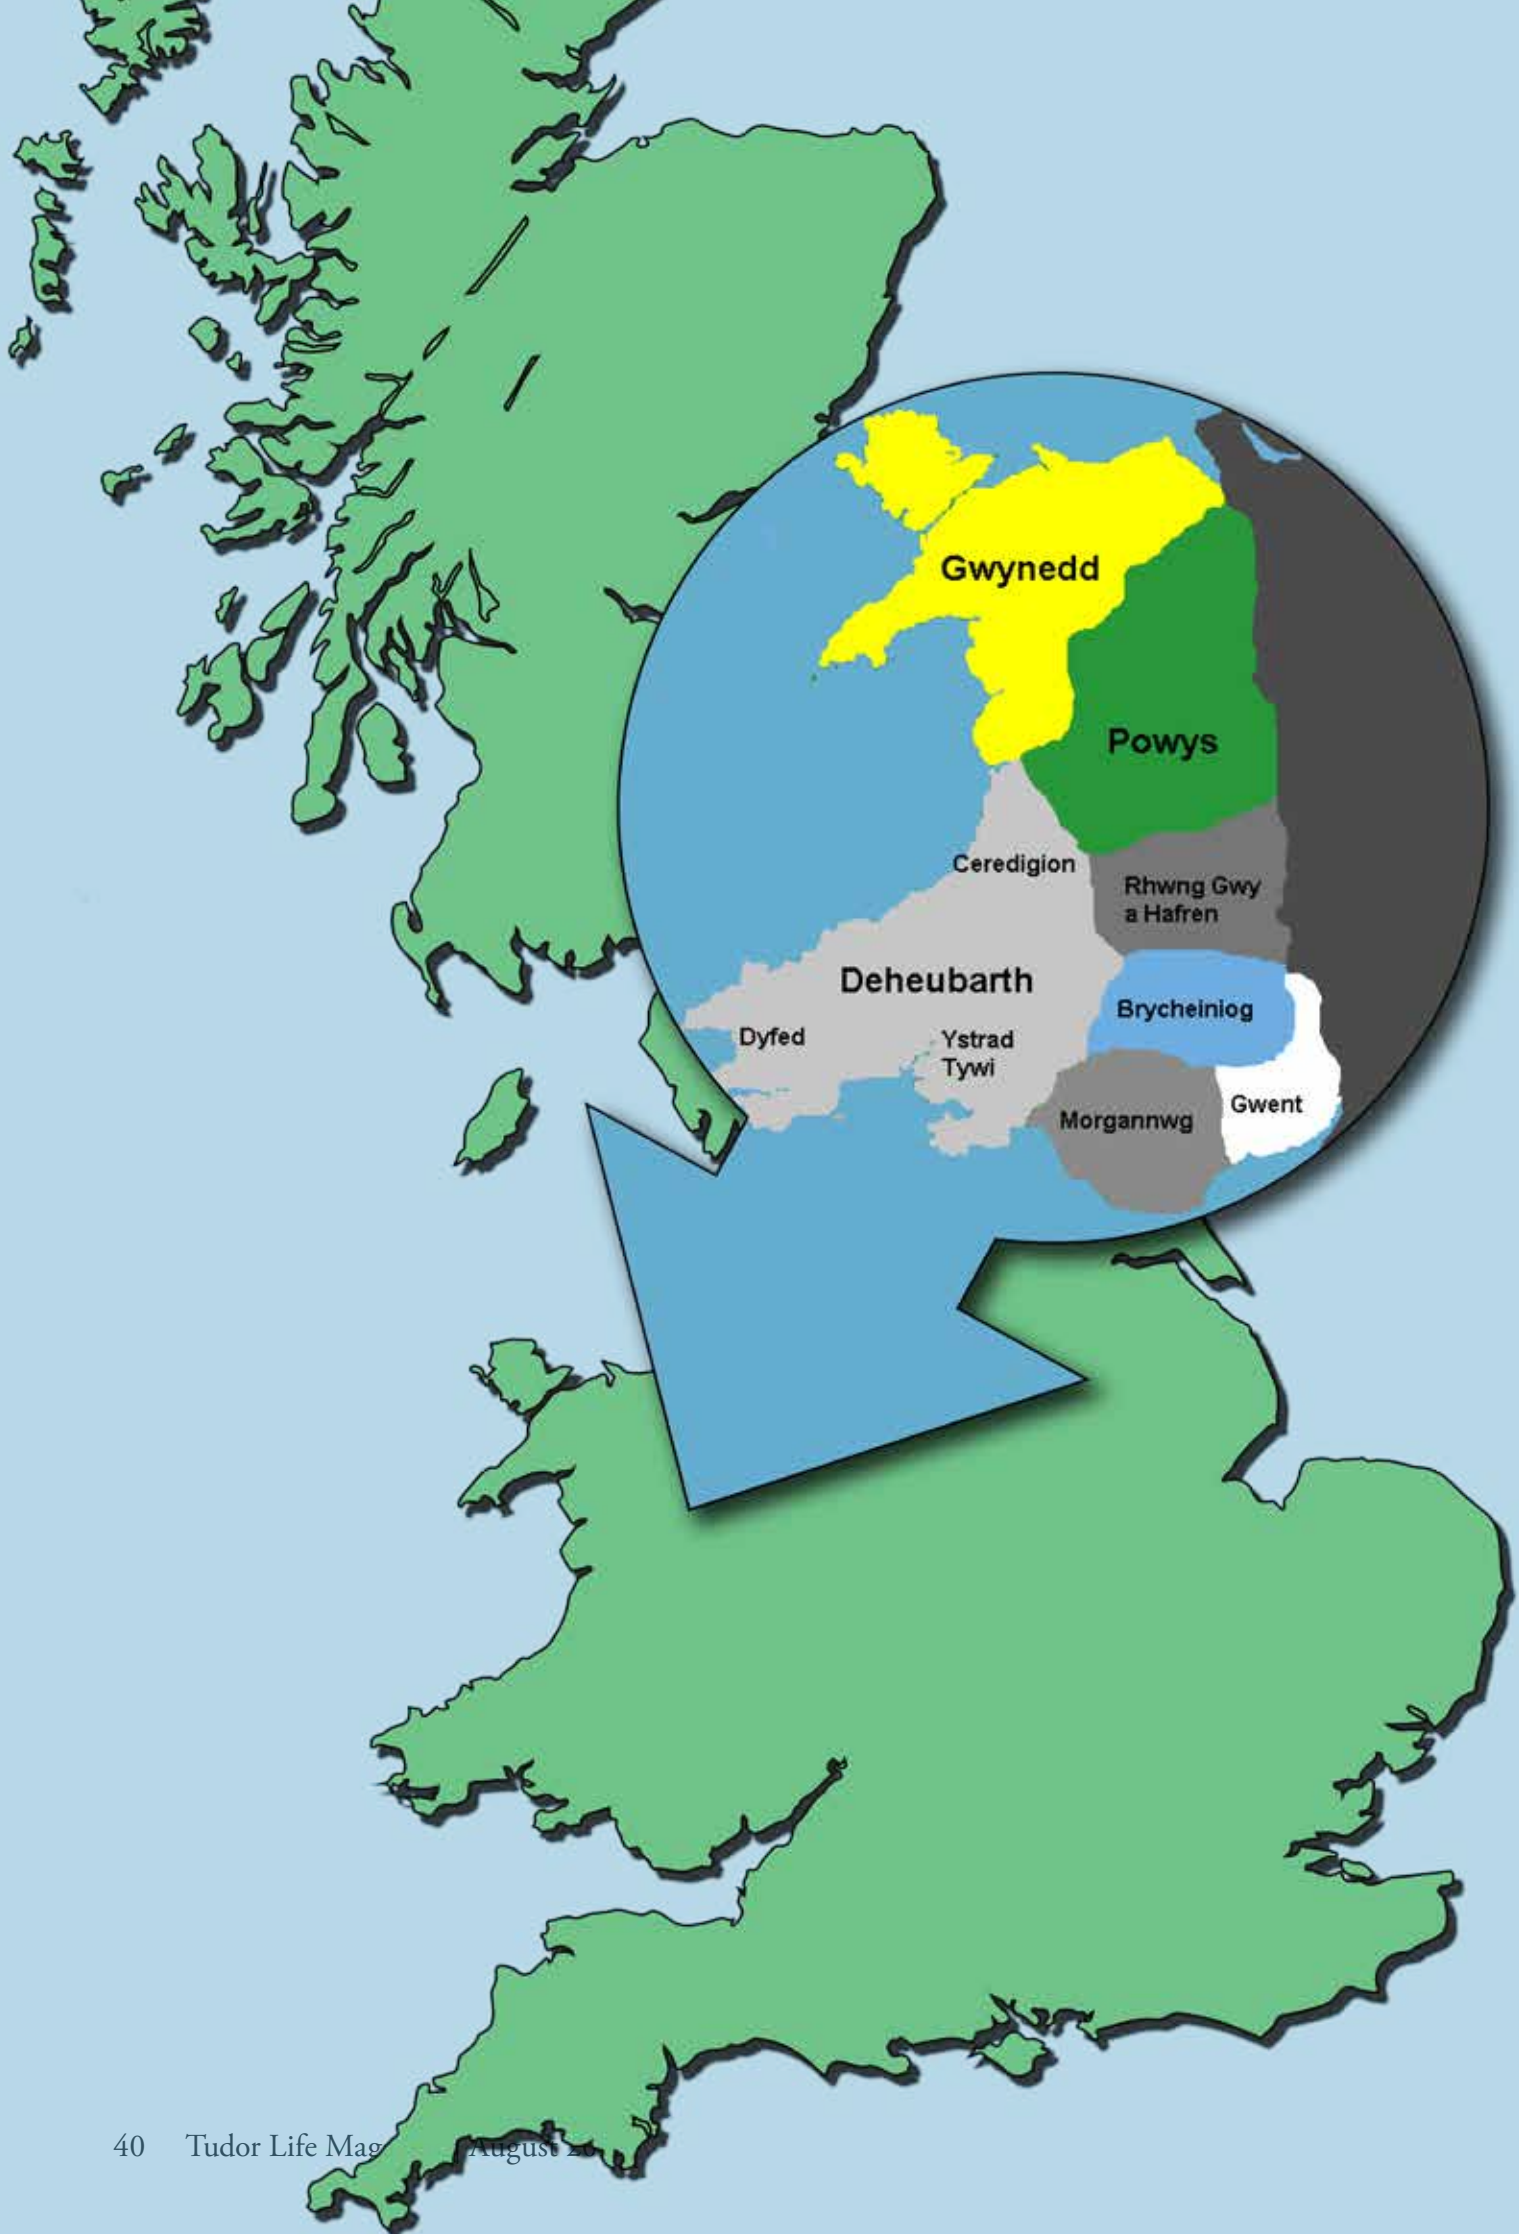 Gwynedd
Powys
Ceredigion
Rhwng Gwy
a Hafren
Deheubarth
Brycheiniog
Dyfed
Ystrad
Tywi
Gwent
Morgannwg
40 Tudor Life Mag August